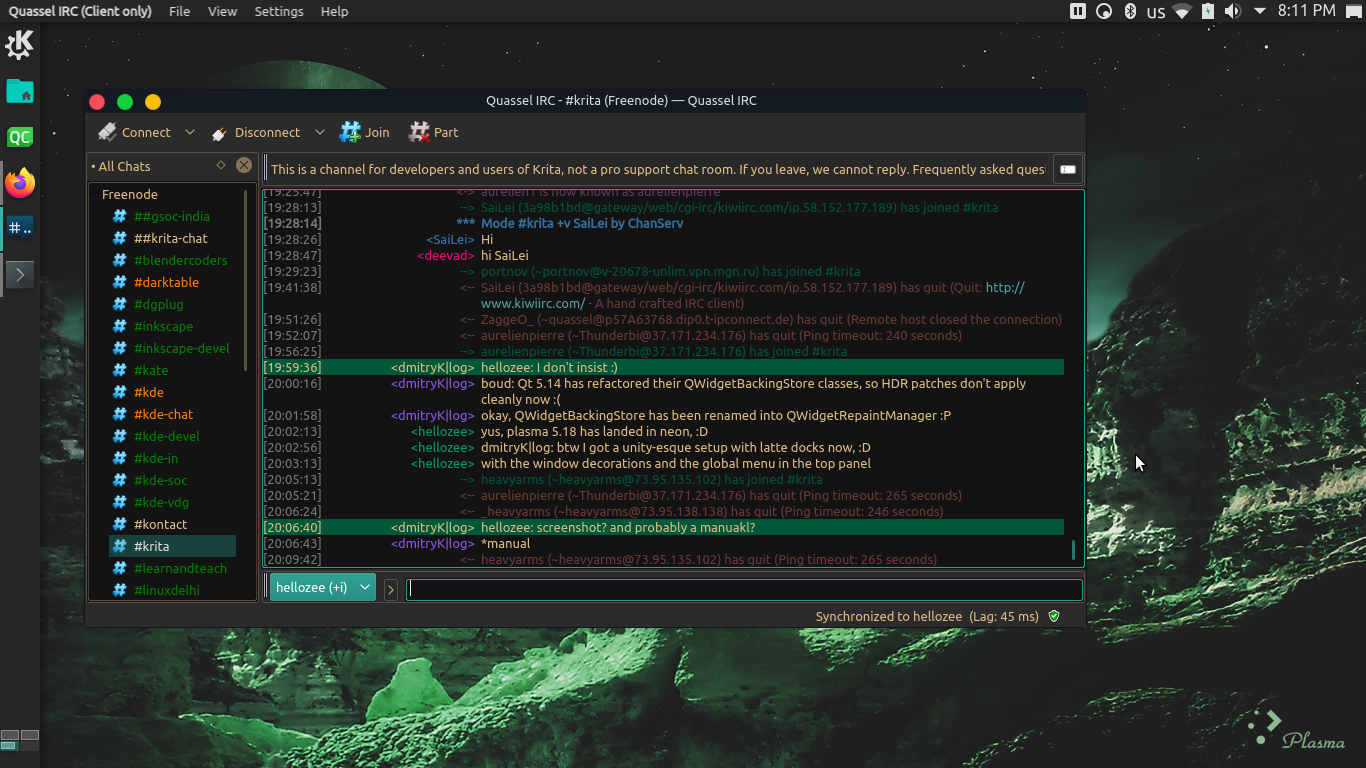 Quassel IRC (Client only) File View Settings Help us 8:11 PM
Quassel IRC - #krita (Freenode) — Quassel IRC
Connect Disconnect Join Part
• All Chats
Freenode
##gsoc-india
##krita-chat
#blendercoders
#darktable
#dgplug
#inkscape
#inkscape-devel
#kate
#kde
#kde-chat
#kde-devel
#kde-in
#kde-soc
#kde-vdg
#kontact
#krita
#learnandteach
#linuxdelhi
QC
#..
This is a channel for developers and users of Krita, not a pro support chat room. If you leave, we cannot reply. Frequently asked ques
[19:25:47] <-> aurelien1 is now known as aurelienpierre
[19:28:13] --> SaiLei (3a98b1bd@gateway/web/cgi-irc/kiwiirc.com/ip.58.152.177.189) has joined #krita
[19:28:14] *** Mode #krita +v SaiLei by ChanServ
[19:28:26] <SaiLei> Hi
[19:28:47] <deevad> hi SaiLei
[19:29:23] --> portnov (~portnov@v-20678-unlim.vpn.mgn.ru) has joined #krita
[19:41:38] <-- SaiLei (3a98b1bd@gateway/web/cgi-irc/kiwiirc.com/ip.58.152.177.189) has quit (Quit: http://
www.kiwiirc.com/ - A hand crafted IRC client)
[19:51:26] <-- ZaggeO_ (~quassel@p57A63768.dip0.t-ipconnect.de) has quit (Remote host closed the connection)
[19:52:07] <-- aurelienpierre (~Thunderbi@37.171.234.176) has quit (Ping timeout: 240 seconds)
[19:56:25] --> aurelienpierre (~Thunderbi@37.171.234.176) has joined #krita
[19:59:36] <dmitryK|log> hellozee: I don't insist :)
[20:00:16] <dmitryK|log> boud: Qt 5.14 has refactored their QWidgetBackingStore classes, so HDR patches don't apply
cleanly now :(
[20:01:58] <dmitryK|log> okay, QWidgetBackingStore has been renamed into QWidgetRepaintManager :P
[20:02:13] <hellozee> yus, plasma 5.18 has landed in neon, :D
[20:02:56] <hellozee> dmitryK|log: btw I got a unity-esque setup with latte docks now, :D
[20:03:13] <hellozee> with the window decorations and the global menu in the top panel
[20:05:13] --> heavyarms (~heavyarms@73.95.135.102) has joined #krita
[20:05:21] <-- aurelienpierre (~Thunderbi@37.171.234.176) has quit (Ping timeout: 265 seconds)
[20:06:24] <-- _heavyarms (~heavyarms@73.95.138.138) has quit (Ping timeout: 246 seconds)
[20:06:40] <dmitryK|log> hellozee: screenshot? and probably a manuakl?
[20:06:43] <dmitryK|log> *manual
[20:09:42] <-- heavyarms (~heavyarms@73.95.135.102) has quit (Ping timeout: 265 seconds)
hellozee (+i)
Synchronized to hellozee (Lag: 45 ms)
Plasma